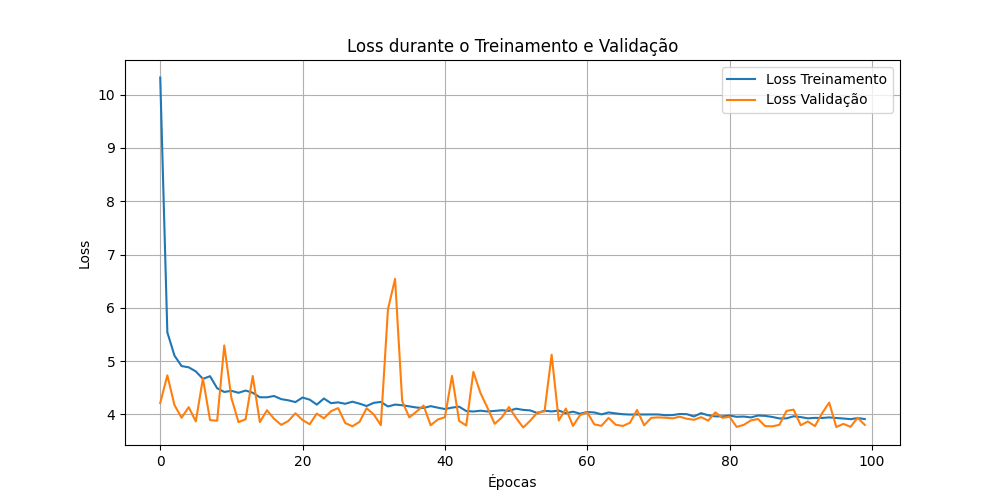 Loss durante o Treinamento e Validação
Loss Treinamento
Loss Validação
10
9
8
7
6
5
4
Loss
0 20 40 60 80 100
Épocas